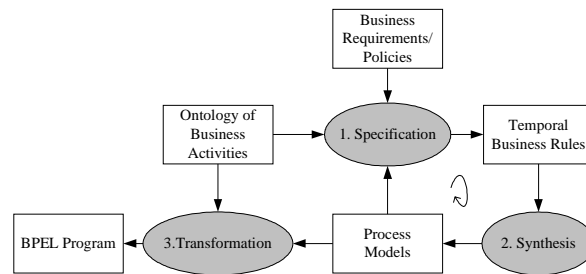 Business
Requirements/
Policies
Ontology of
Business
Activities
1. Specification
Temporal
Business Rules
BPEL Program
3.Transformation
Process
Models
2. Synthesis